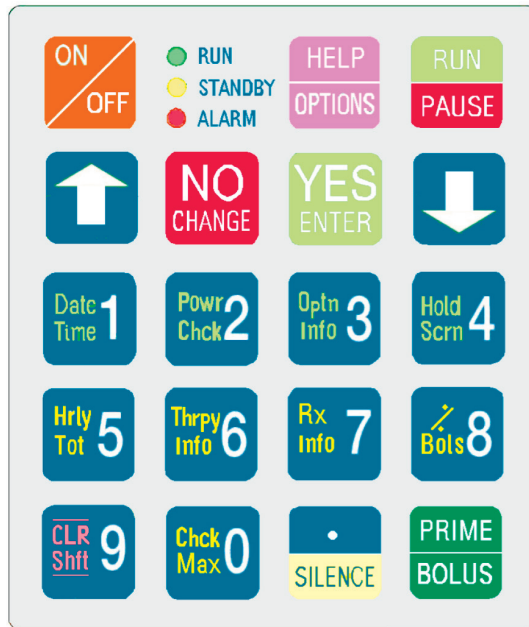 ON
OFF
RUN
STANDBY
ALARM
HELP
OPTIONS
RUN
PAUSE
NO
CHANGE
YES
ENTER
Date
Time
1
Powr
Chck
2
Optn
Info
3
Hold
Scrn
4
Hrly
Tot
5
Thrpy
Info
6
Rx
Info
7
⁒
Bols
8
CLR
Shft
9
Chck
Max
0
.
SILENCE
PRIME
BOLUS